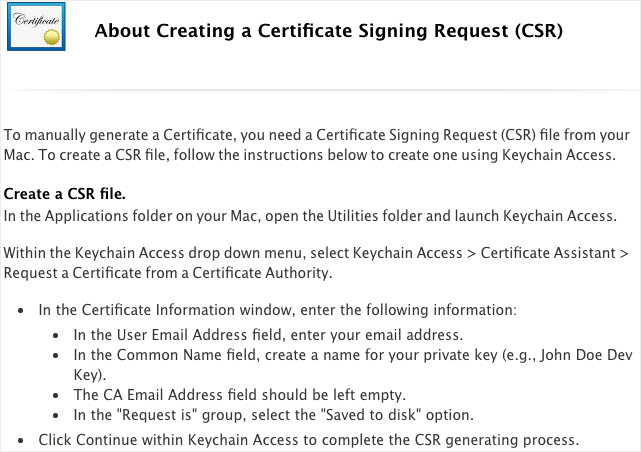 Certificate
About Creating a Certificate Signing Request (CSR)
To manually generate a Certificate, you need a Certificate Signing Request (CSR) file from your
Mac. To create a CSR file, follow the instructions below to create one using Keychain Access.
Create a CSR file.
In the Applications folder on your Mac, open the Utilities folder and launch Keychain Access.
Within the Keychain Access drop down menu, select Keychain Access > Certificate Assistant >
Request a Certificate from a Certificate Authority.
• In the Certificate Information window, enter the following information:
• In the User Email Address field, enter your email address.
• In the Common Name field, create a name for your private key (e.g., John Doe Dev
Key).
• The CA Email Address field should be left empty.
• In the "Request is" group, select the "Saved to disk" option.
• Click Continue within Keychain Access to complete the CSR generating process.